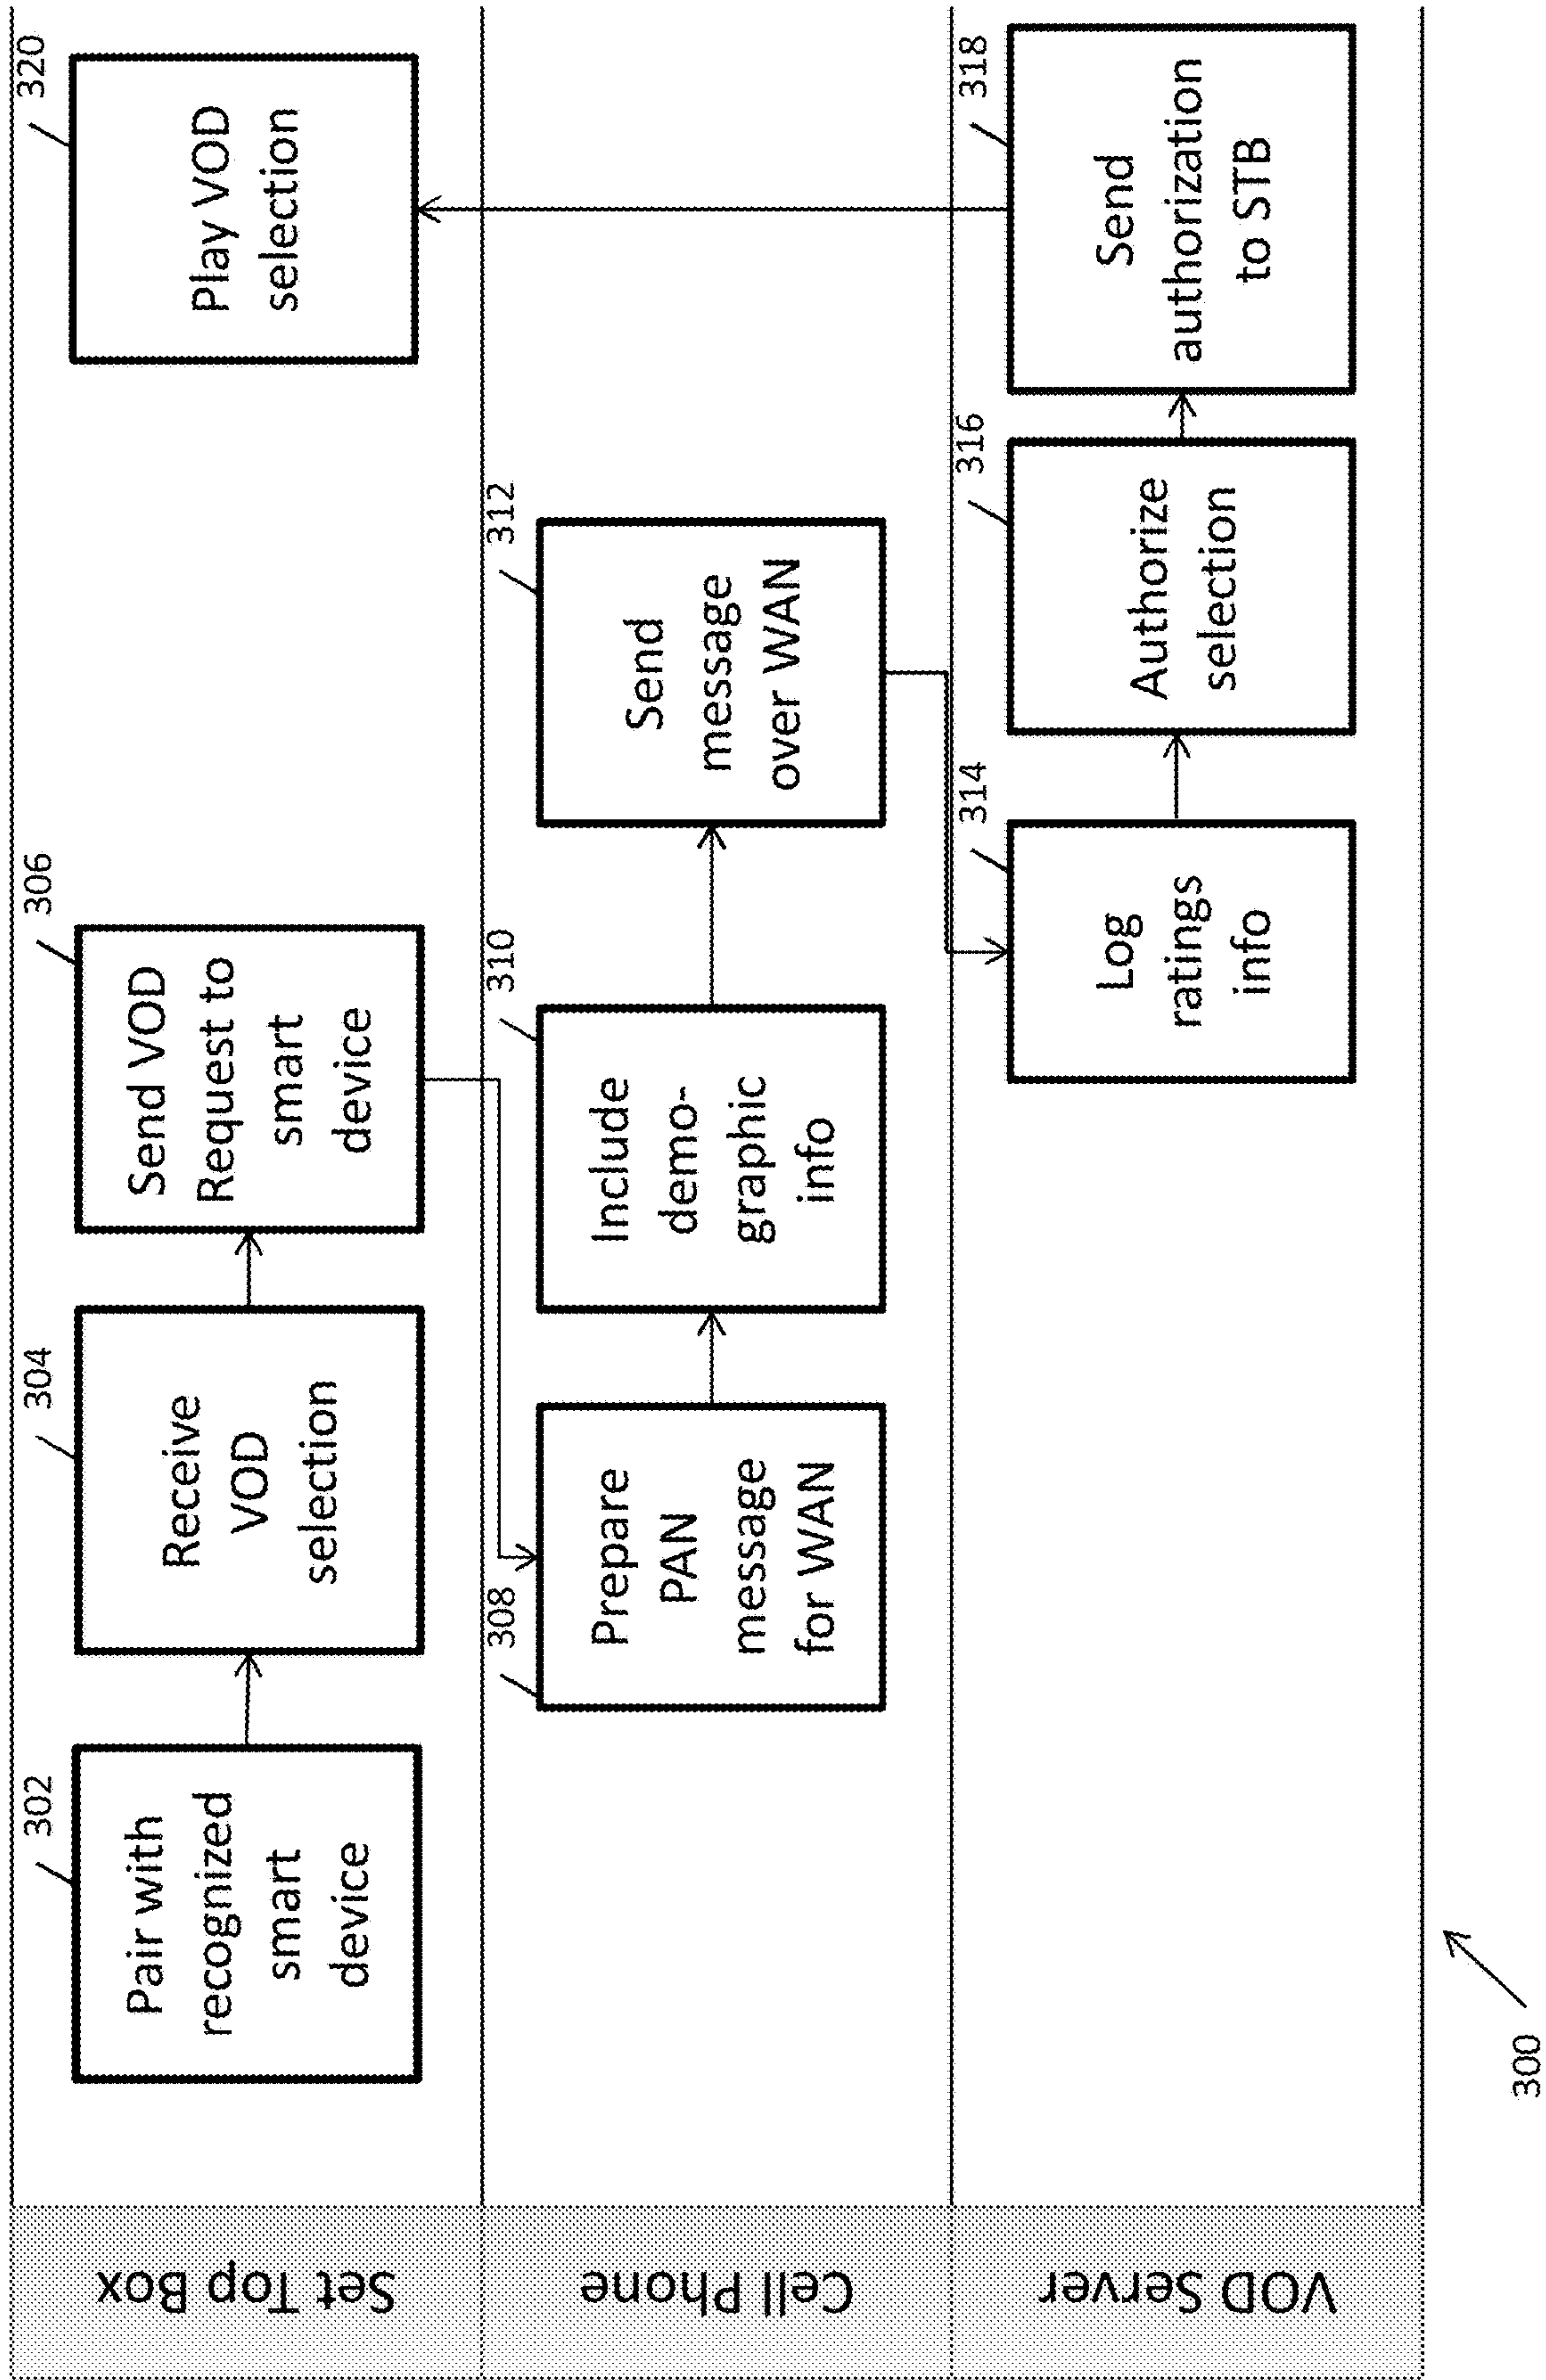 Set Top Box
302
Pair with
recognized
smart
device
304
Receive
VOD
selection
306
Send VOD
Request to
smart
device
320
Play VOD
selection
Cell Phone
308
Prepare
PAN
message
for WAN
310
Include
demo-
graphic
info
312
Send
message
over WAN
VOD Server
314
Log
ratings
info
316
Authorize
selection
318
Send
authorization
to STB
300